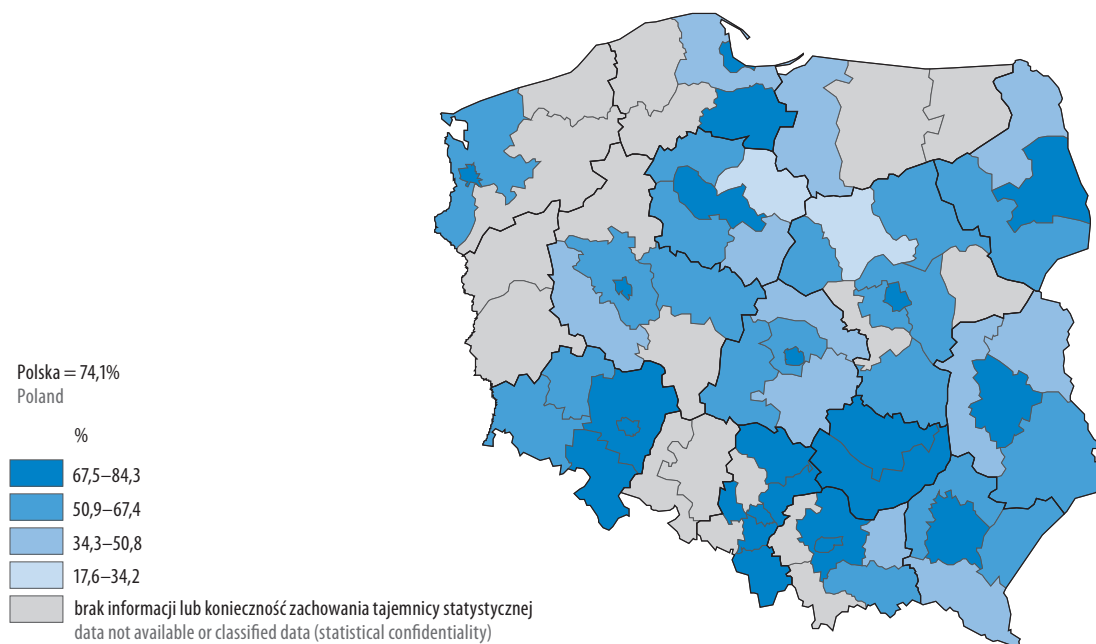 Polska = 74,1%
Poland
%
67,5–84,3
50,9–67,4
34,3–50,8
17,6–34,2
brak informacji lub konieczność zachowania tajemnicy statystycznej
data not available or classified data (statistical confidentiality)